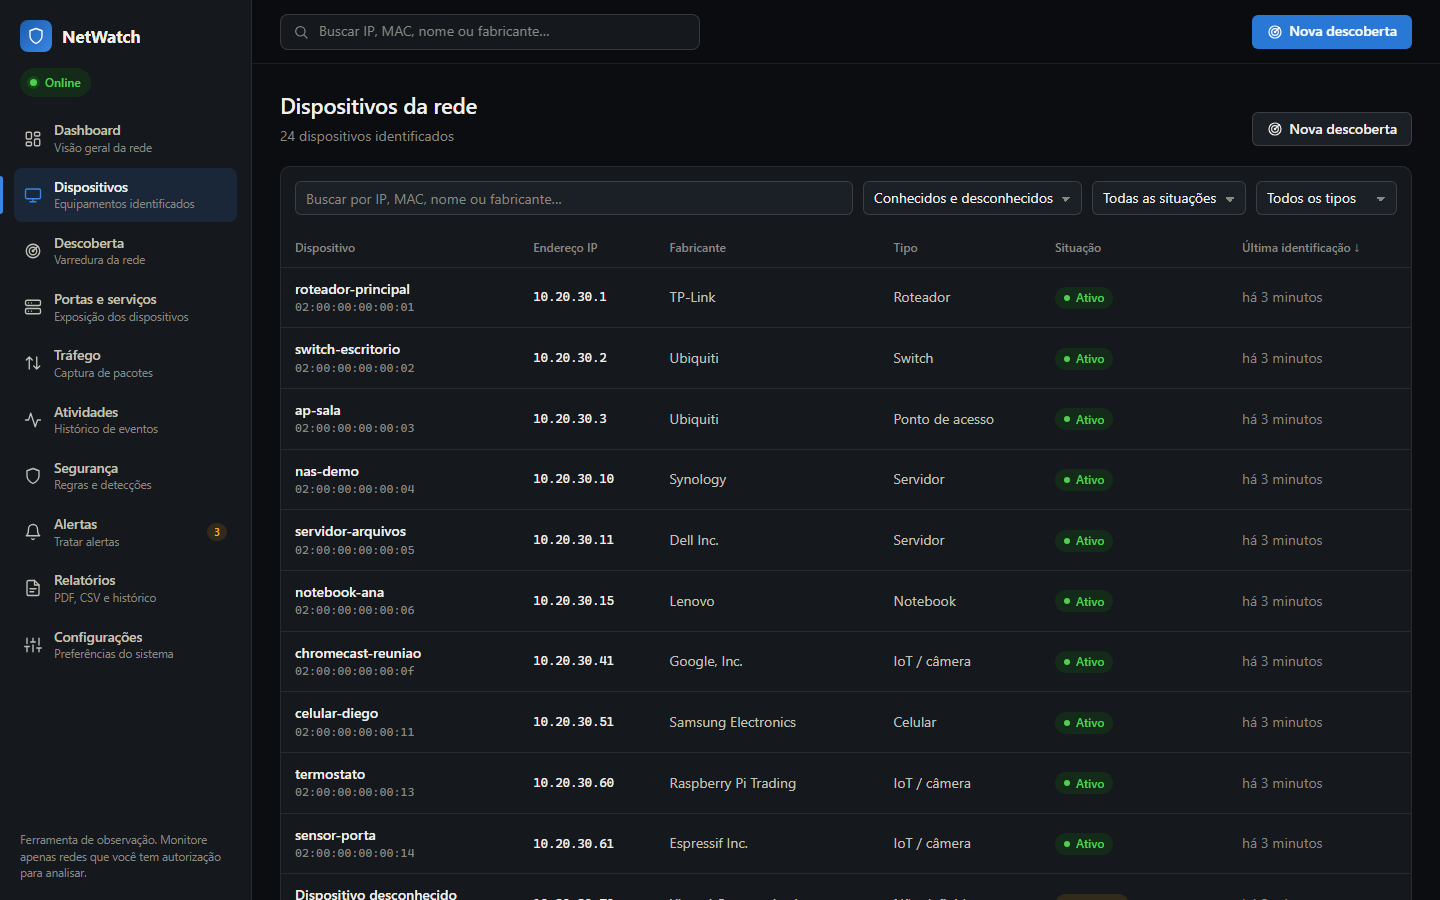 NetWatch
Online
Dashboard
Visão geral da rede
Dispositivos
Equipamentos identificados
Descoberta
Varredura da rede
Portas e serviços
Exposição dos dispositivos
Tráfego
Captura de pacotes
Atividades
Histórico de eventos
Segurança
Regras e detecções
Alertas
3
Tratar alertas
Relatórios
PDF, CSV e histórico
Configurações
Preferências do sistema
Ferramenta de observação. Monitore
apenas redes que você tem autorização
para analisar.
Buscar IP, MAC, nome ou fabricante...
Nova descoberta
Dispositivos da rede
24 dispositivos identificados
Nova descoberta
Buscar por IP, MAC, nome ou fabricante... Conhecidos e desconhecidos Todas as situações Todos os tipos
Dispositivo Endereço IP Fabricante Tipo Situação Última identificação ↓
roteador-principal
02:00:00:00:00:01
10.20.30.1 TP-Link Roteador Ativo há 3 minutos
switch-escritorio
02:00:00:00:00:02
10.20.30.2 Ubiquiti Switch Ativo há 3 minutos
ap-sala
02:00:00:00:00:03
10.20.30.3 Ubiquiti Ponto de acesso Ativo há 3 minutos
nas-demo
02:00:00:00:00:04
10.20.30.10 Synology Servidor Ativo há 3 minutos
servidor-arquivos
02:00:00:00:00:05
10.20.30.11 Dell Inc. Servidor Ativo há 3 minutos
notebook-ana
02:00:00:00:00:06
10.20.30.15 Lenovo Notebook Ativo há 3 minutos
chromecast-reuniao
02:00:00:00:00:0f
10.20.30.41 Google, Inc. IoT / câmera Ativo há 3 minutos
celular-diego
02:00:00:00:00:11
10.20.30.51 Samsung Electronics Celular Ativo há 3 minutos
termostato
02:00:00:00:00:13
10.20.30.60 Raspberry Pi Trading IoT / câmera Ativo há 3 minutos
sensor-porta
02:00:00:00:00:14
10.20.30.61 Espressif Inc. IoT / câmera Ativo há 3 minutos
Dispositivo desconhecido